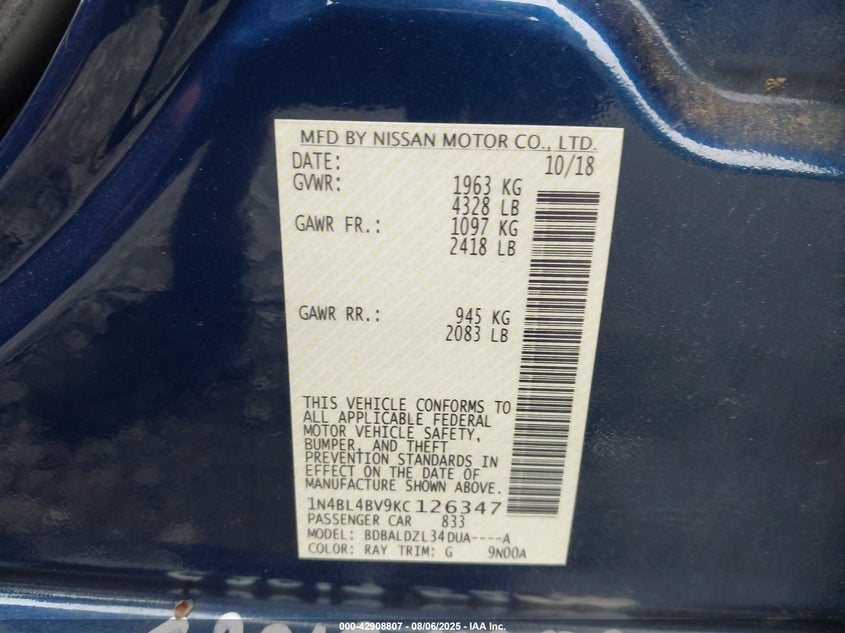 MFD BY NISSAN MOTOR CO., LTD.
DATE: 10/18
GVWR: 1963 KG
4328 LB
GAWR FR.: 1097 KG
2418 LB
GAWR RR.: 945 KG
2083 LB
THIS VEHICLE CONFORMS TO
ALL APPLICABLE FEDERAL
MOTOR VEHICLE SAFETY,
BUMPER, AND THEFT
PREVENTION STANDARDS IN
EFFECT ON THE DATE OF
MANUFACTURE SHOWN ABOVE.
1N4BL4BV9KC126347
PASSENGER CAR 833
MODEL: BDBALDZL34DUA----A
COLOR: RAY TRIM: G 9N00A
000-42908807 - 08/06/2025 - IAA Inc.